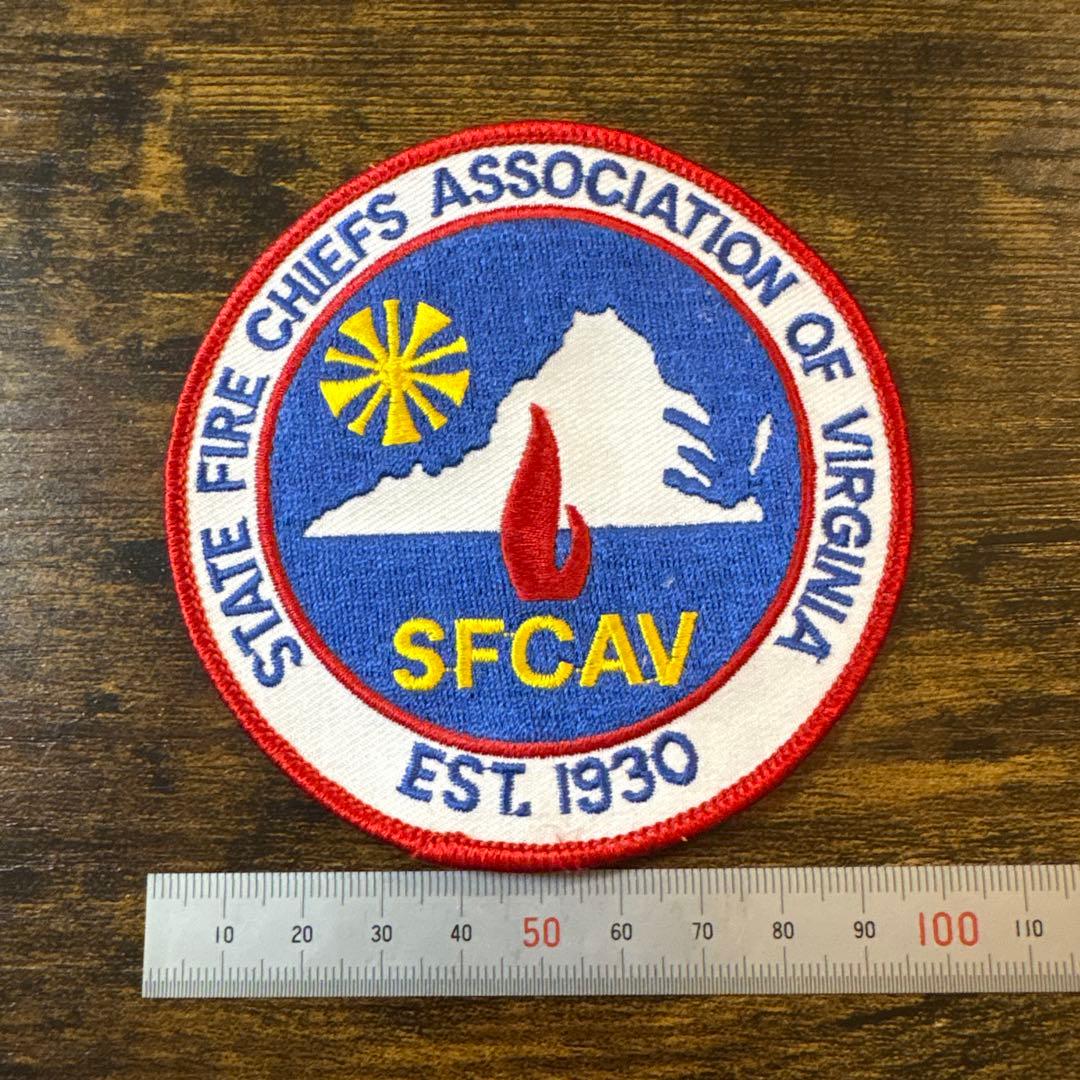 STATE FIRE CHIEFS ASSOCIATION OF VIRGINIA
SFCAV
EST. 1930
10 20 30 40 50 60 70 80 90 100 110